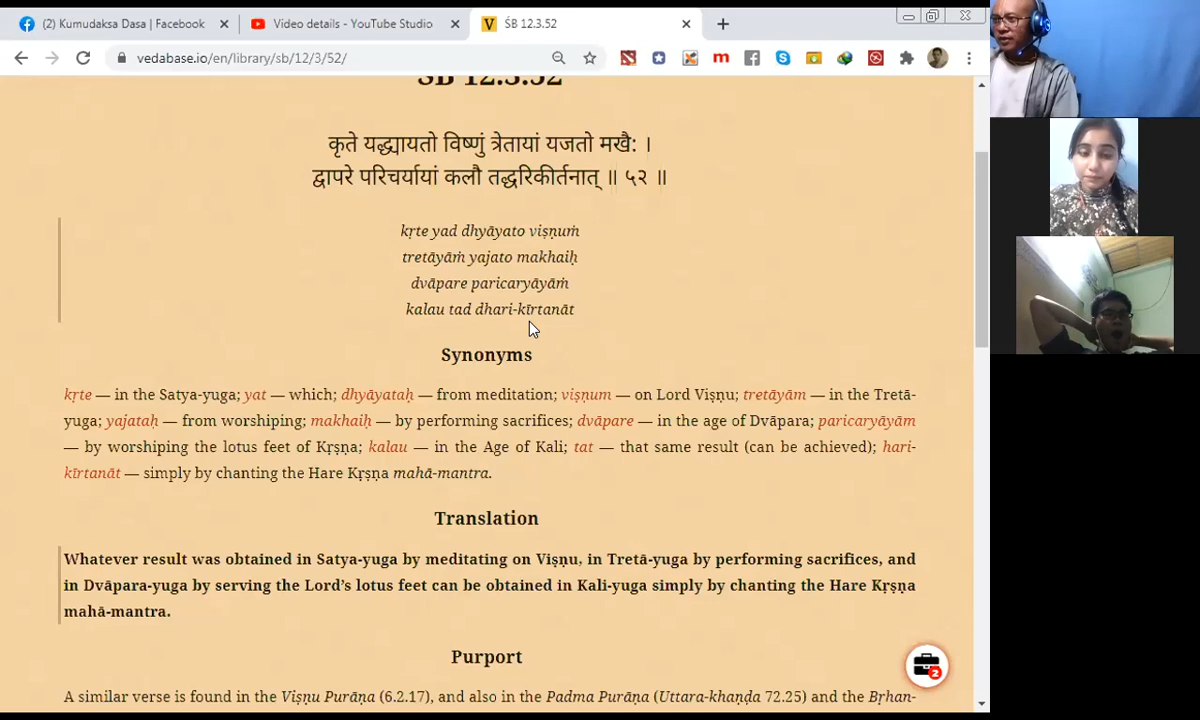 (2) Kumudaksa Dasa | Facebook
Video details - YouTube Studio
ŚB 12.3.52
vedabase.io/en/library/sb/12/3/52/
SB 12.3.52
कृते यद्ध्यायतो विष्णुं त्रेतायां यजतो मखै: ।
द्वापरे परिचर्यायां कलौ तद्धरिकीर्तनात् ॥ ५२ ॥
kṛte yad dhyāyato viṣṇuṁ
tretāyāṁ yajato makhaiḥ
dvāpare paricaryāyāṁ
kalau tad dhari-kīrtanāt
Synonyms
kṛte — in the Satya-yuga; yat — which; dhyāyataḥ — from meditation; viṣṇum — on Lord Viṣṇu; tretāyām — in the Tretā-
yuga; yajataḥ — from worshiping; makhaiḥ — by performing sacrifices; dvāpare — in the age of Dvāpara; paricaryāyām
— by worshiping the lotus feet of Kṛṣṇa; kalau — in the Age of Kali; tat — that same result (can be achieved); hari-
kīrtanāt — simply by chanting the Hare Kṛṣṇa mahā-mantra.
Translation
Whatever result was obtained in Satya-yuga by meditating on Viṣṇu, in Tretā-yuga by performing sacrifices, and
in Dvāpara-yuga by serving the Lord’s lotus feet can be obtained in Kali-yuga simply by chanting the Hare Kṛṣṇa
mahā-mantra.
2
Purport
A similar verse is found in the Viṣṇu Purāṇa (6.2.17), and also in the Padma Purāṇa (Uttara-khaṇḍa 72.25) and the Bṛhan-